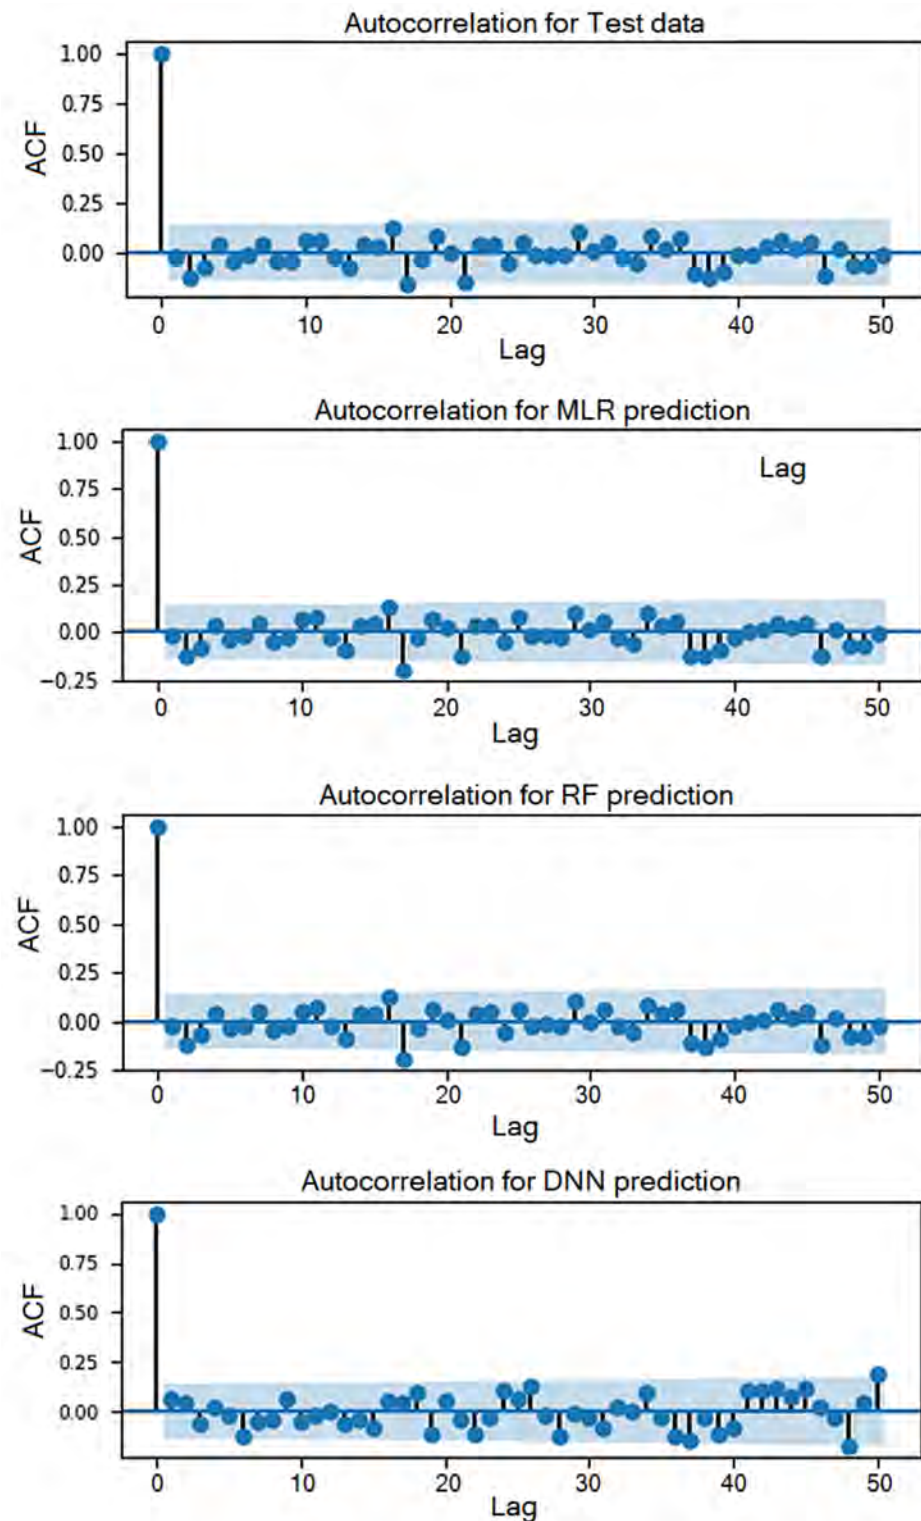 Autocorrelation for Test data
1.00
0.75
0.50
0.25
0.00
ACF
0 10 20 30 40 50
Lag
Autocorrelation for MLR prediction
1.00
0.75
0.50
0.25
0.00
−0.25
ACF
Lag
0 10 20 30 40 50
Lag
Autocorrelation for RF prediction
1.00
0.75
0.50
0.25
0.00
−0.25
ACF
0 10 20 30 40 50
Lag
Autocorrelation for DNN prediction
1.00
0.75
0.50
0.25
0.00
ACF
0 10 20 30 40 50
Lag